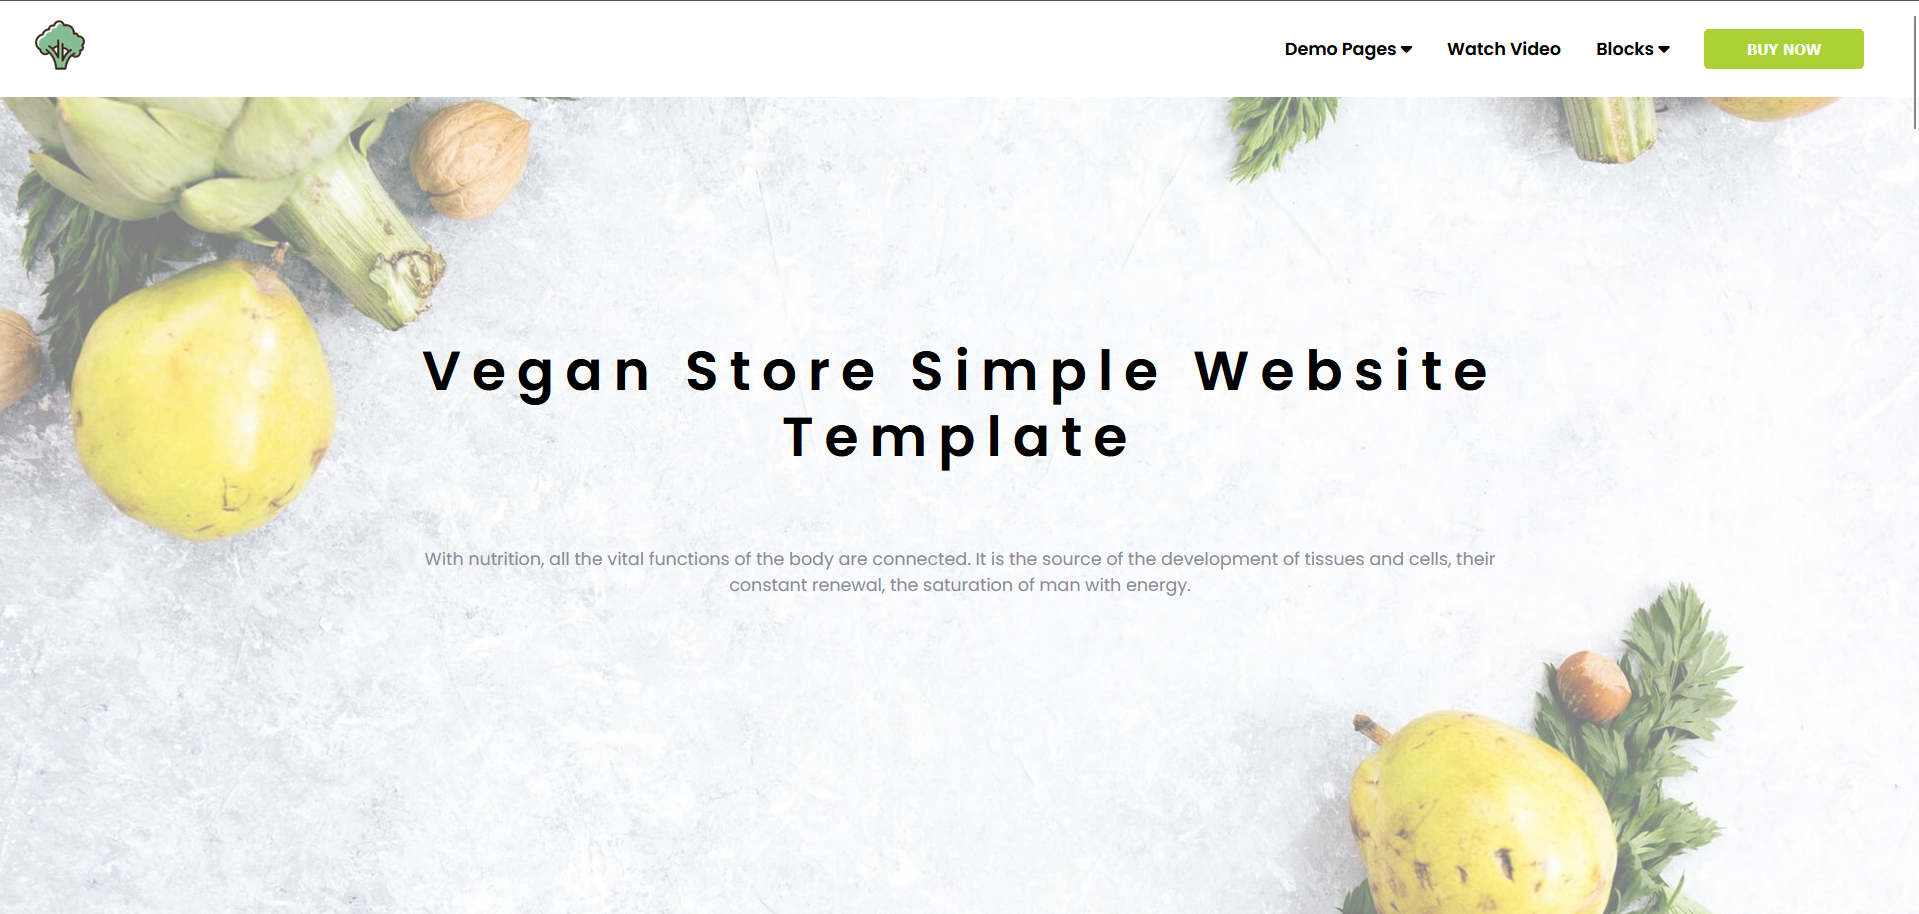 Demo Pages
Watch Video
Blocks
BUY NOW
Vegan Store Simple Website
Template
With nutrition, all the vital functions of the body are connected. It is the source of the development of tissues and cells, their
constant renewal, the saturation of man with energy.